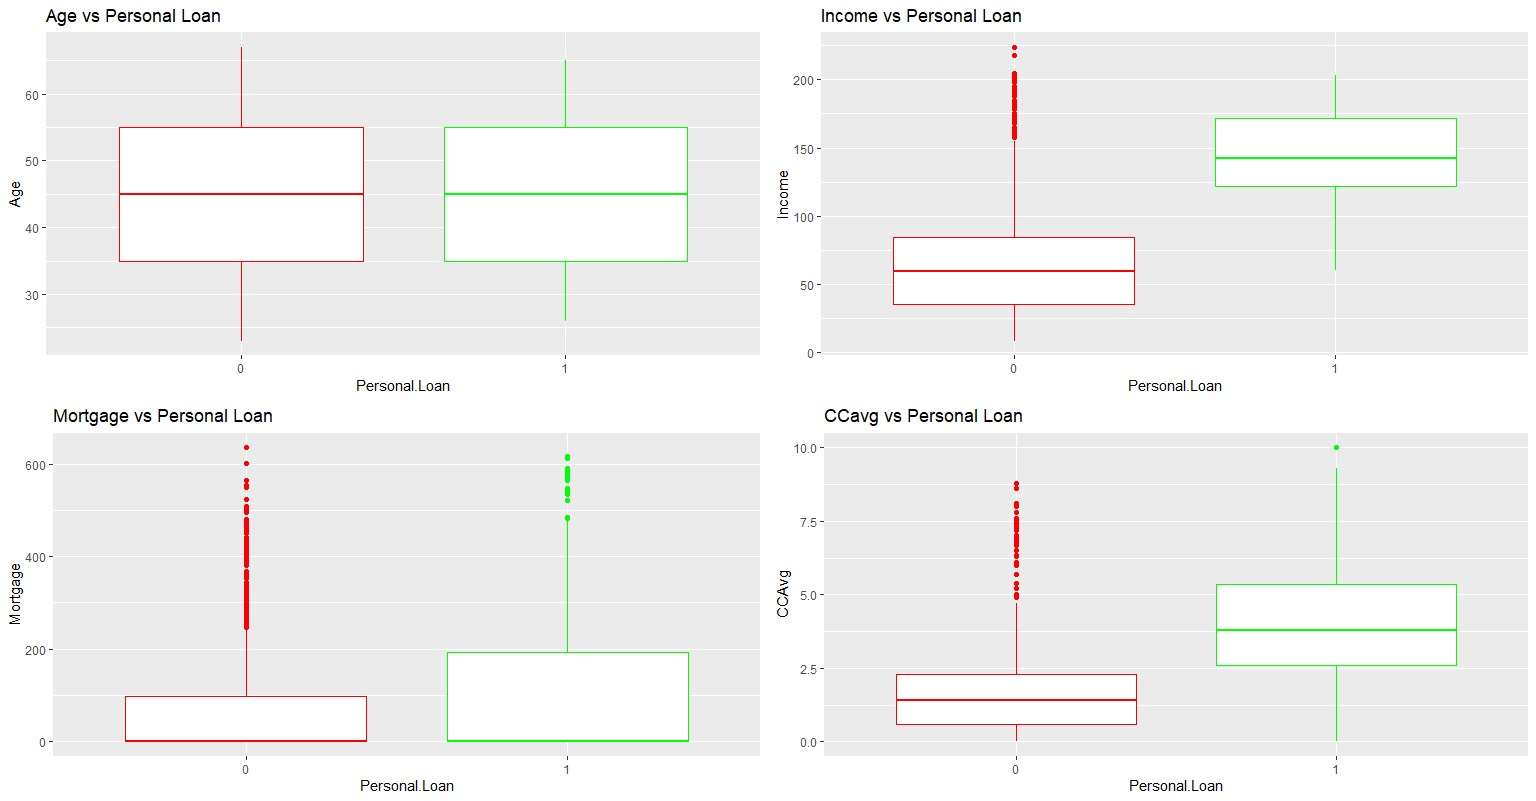 Age vs Personal Loan
Age
60
50
40
30
0 1
Personal.Loan
Income vs Personal Loan
Income
200
150
100
50
0
0 1
Personal.Loan
Mortgage vs Personal Loan
Mortgage
600
400
200
0
0 1
Personal.Loan
CCavg vs Personal Loan
CCAvg
10.0
7.5
5.0
2.5
0.0
0 1
Personal.Loan